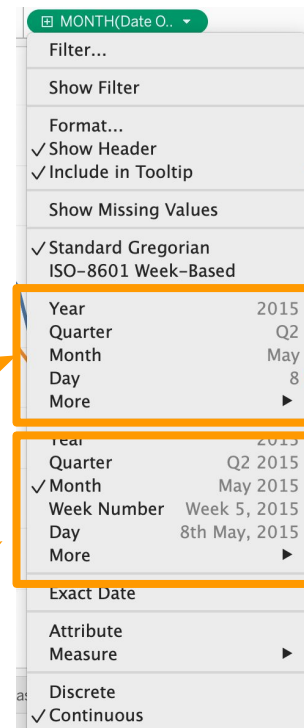 MONTH(Date O..
Filter...
Show Filter
Format...
✓ Show Header
✓ Include in Tooltip
Show Missing Values
✓ Standard Gregorian
ISO-8601 Week-Based
Year 2015
Quarter Q2
Month May
Day 8
More ▶
Year 2015
Quarter Q2 2015
✓ Month May 2015
Week Number Week 5, 2015
Day 8th May, 2015
More ▶
Exact Date
Attribute
Measure ▶
Discrete
✓ Continuous